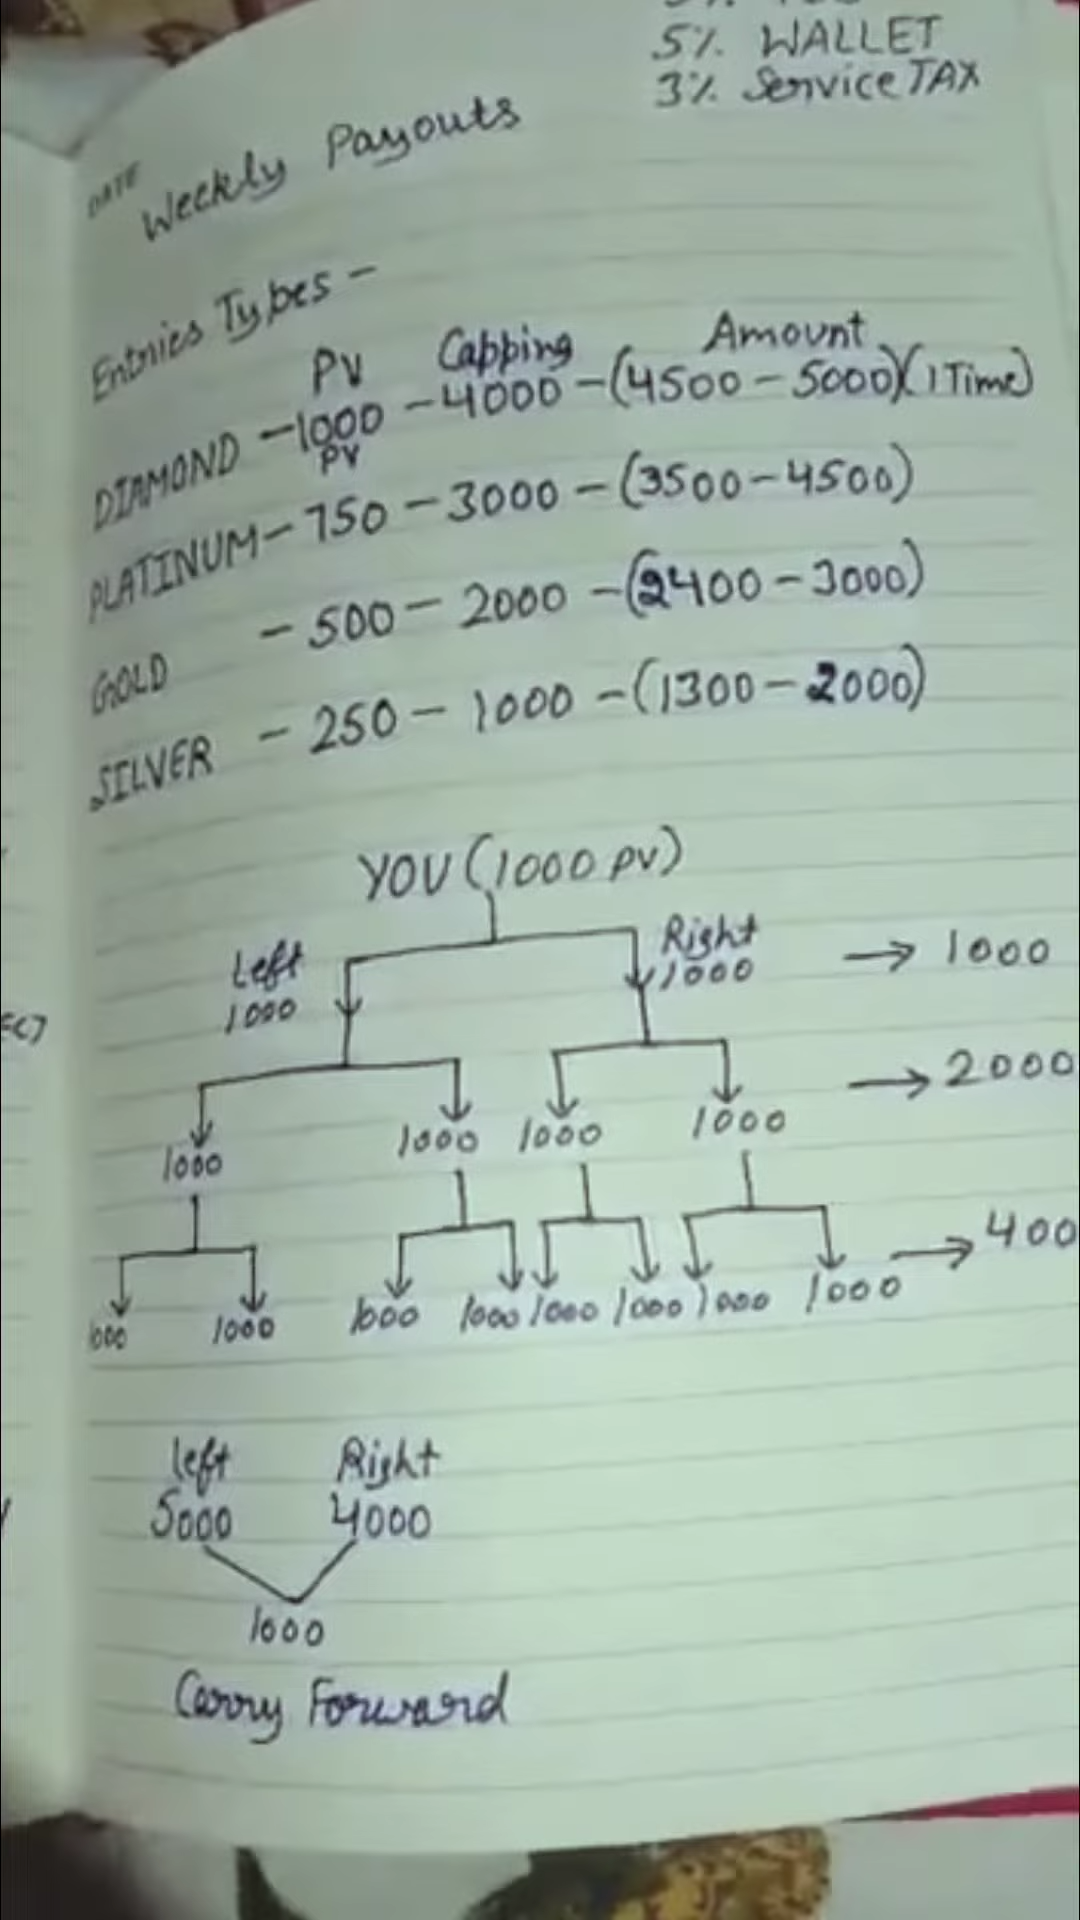 5% WALLET
3% Service TAX
DATE
Weekly Payouts
Entries Types -
PV Capping Amount
DIAMOND - 1000 - 4000 - (4500 - 5000) (1 Time)
PV
PLATINUM - 750 - 3000 - (3500 - 4500)
GOLD - 500 - 2000 - (2400 - 3000)
SILVER - 250 - 1000 - (1300 - 2000)
YOU (1000 PV)
Left Right
1000 1000 → 1000
1000 1000 1000 1000 → 2000
1000 1000 1000 1000 1000 1000 1000 → 400
left Right
5000 4000
1000
Carry Forward